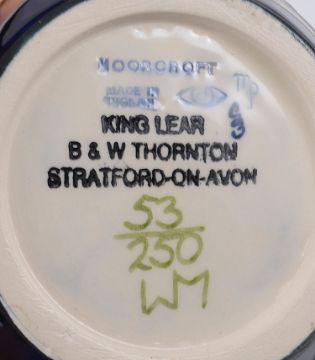 MOORCROFT
MADE IN
ENGLAND
KING LEAR
B & W THORNTON
STRATFORD-ON-AVON
53
250
WM